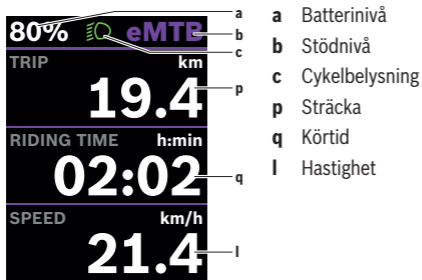 80% eMTB
TRIP km
19.4
RIDING TIME h:min
02:02
SPEED km/h
21.4
a
b
c
p
q
l
a Batterinivå
b Stödnivå
c Cykelbelysning
p Sträcka
q Körtid
l Hastighet